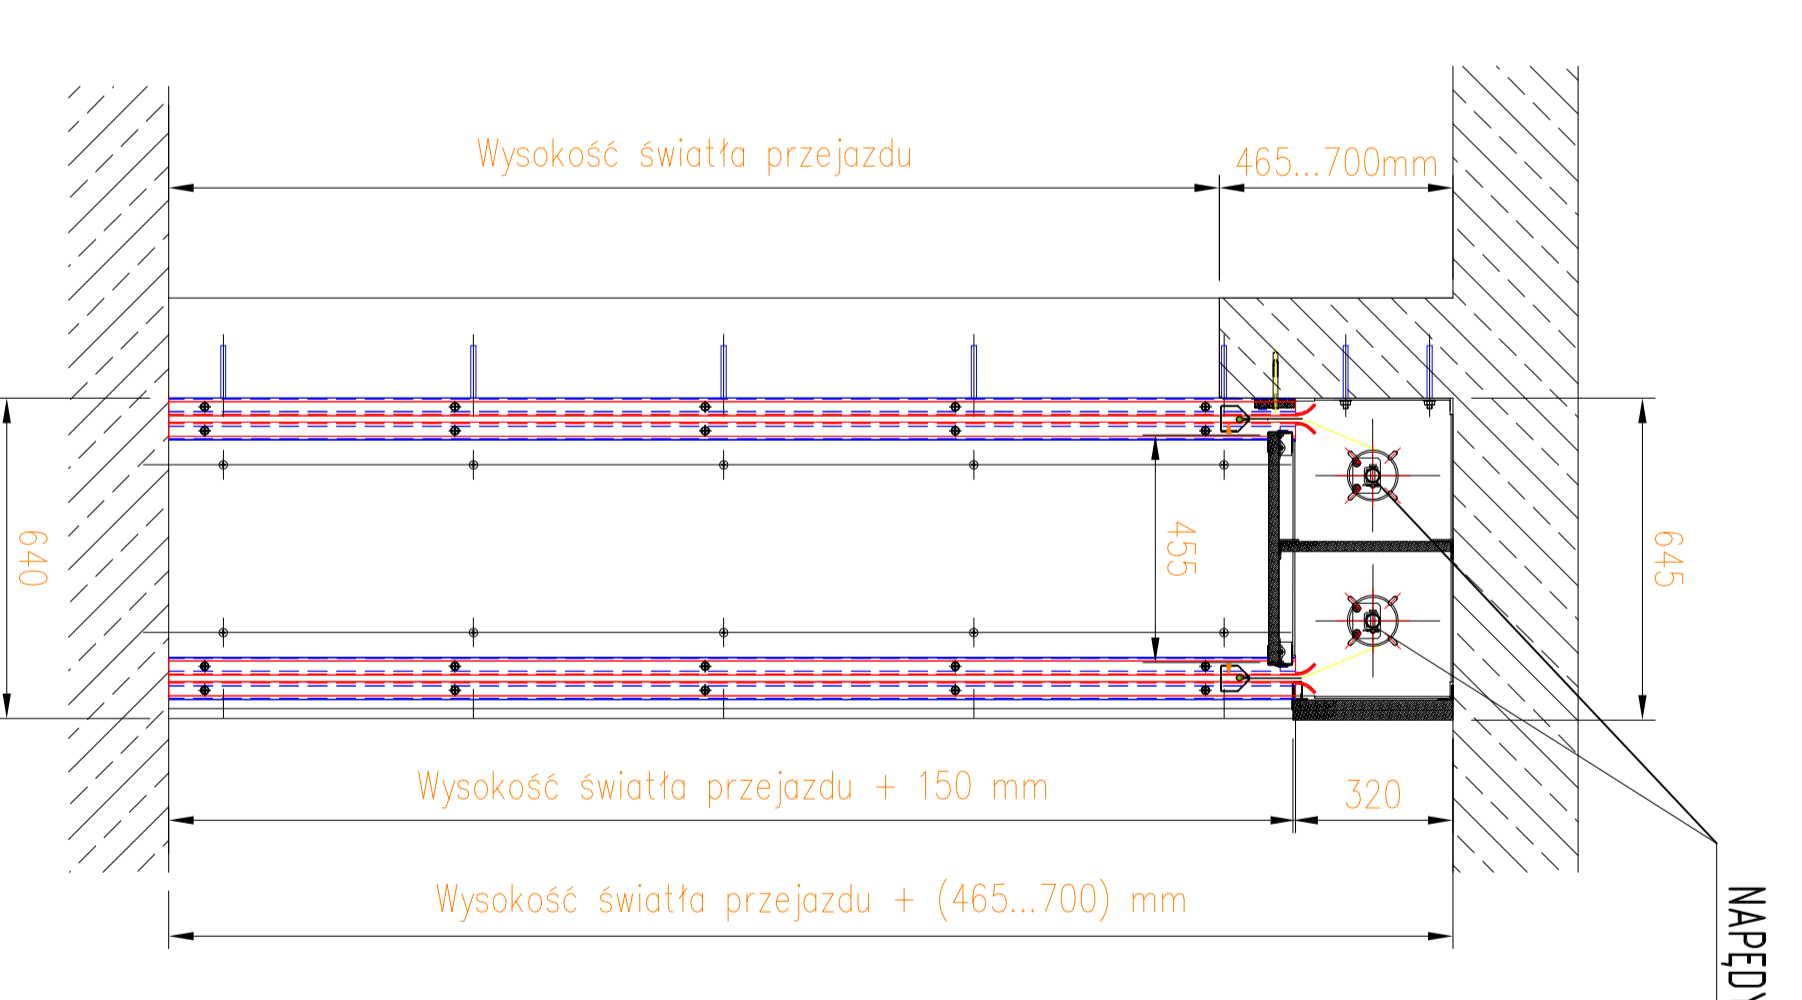 Wysokość światła przejazdu
465...700mm
640
455
645
Wysokość światła przejazdu + 150 mm
320
Wysokość światła przejazdu + (465...700) mm
NAPĘDY